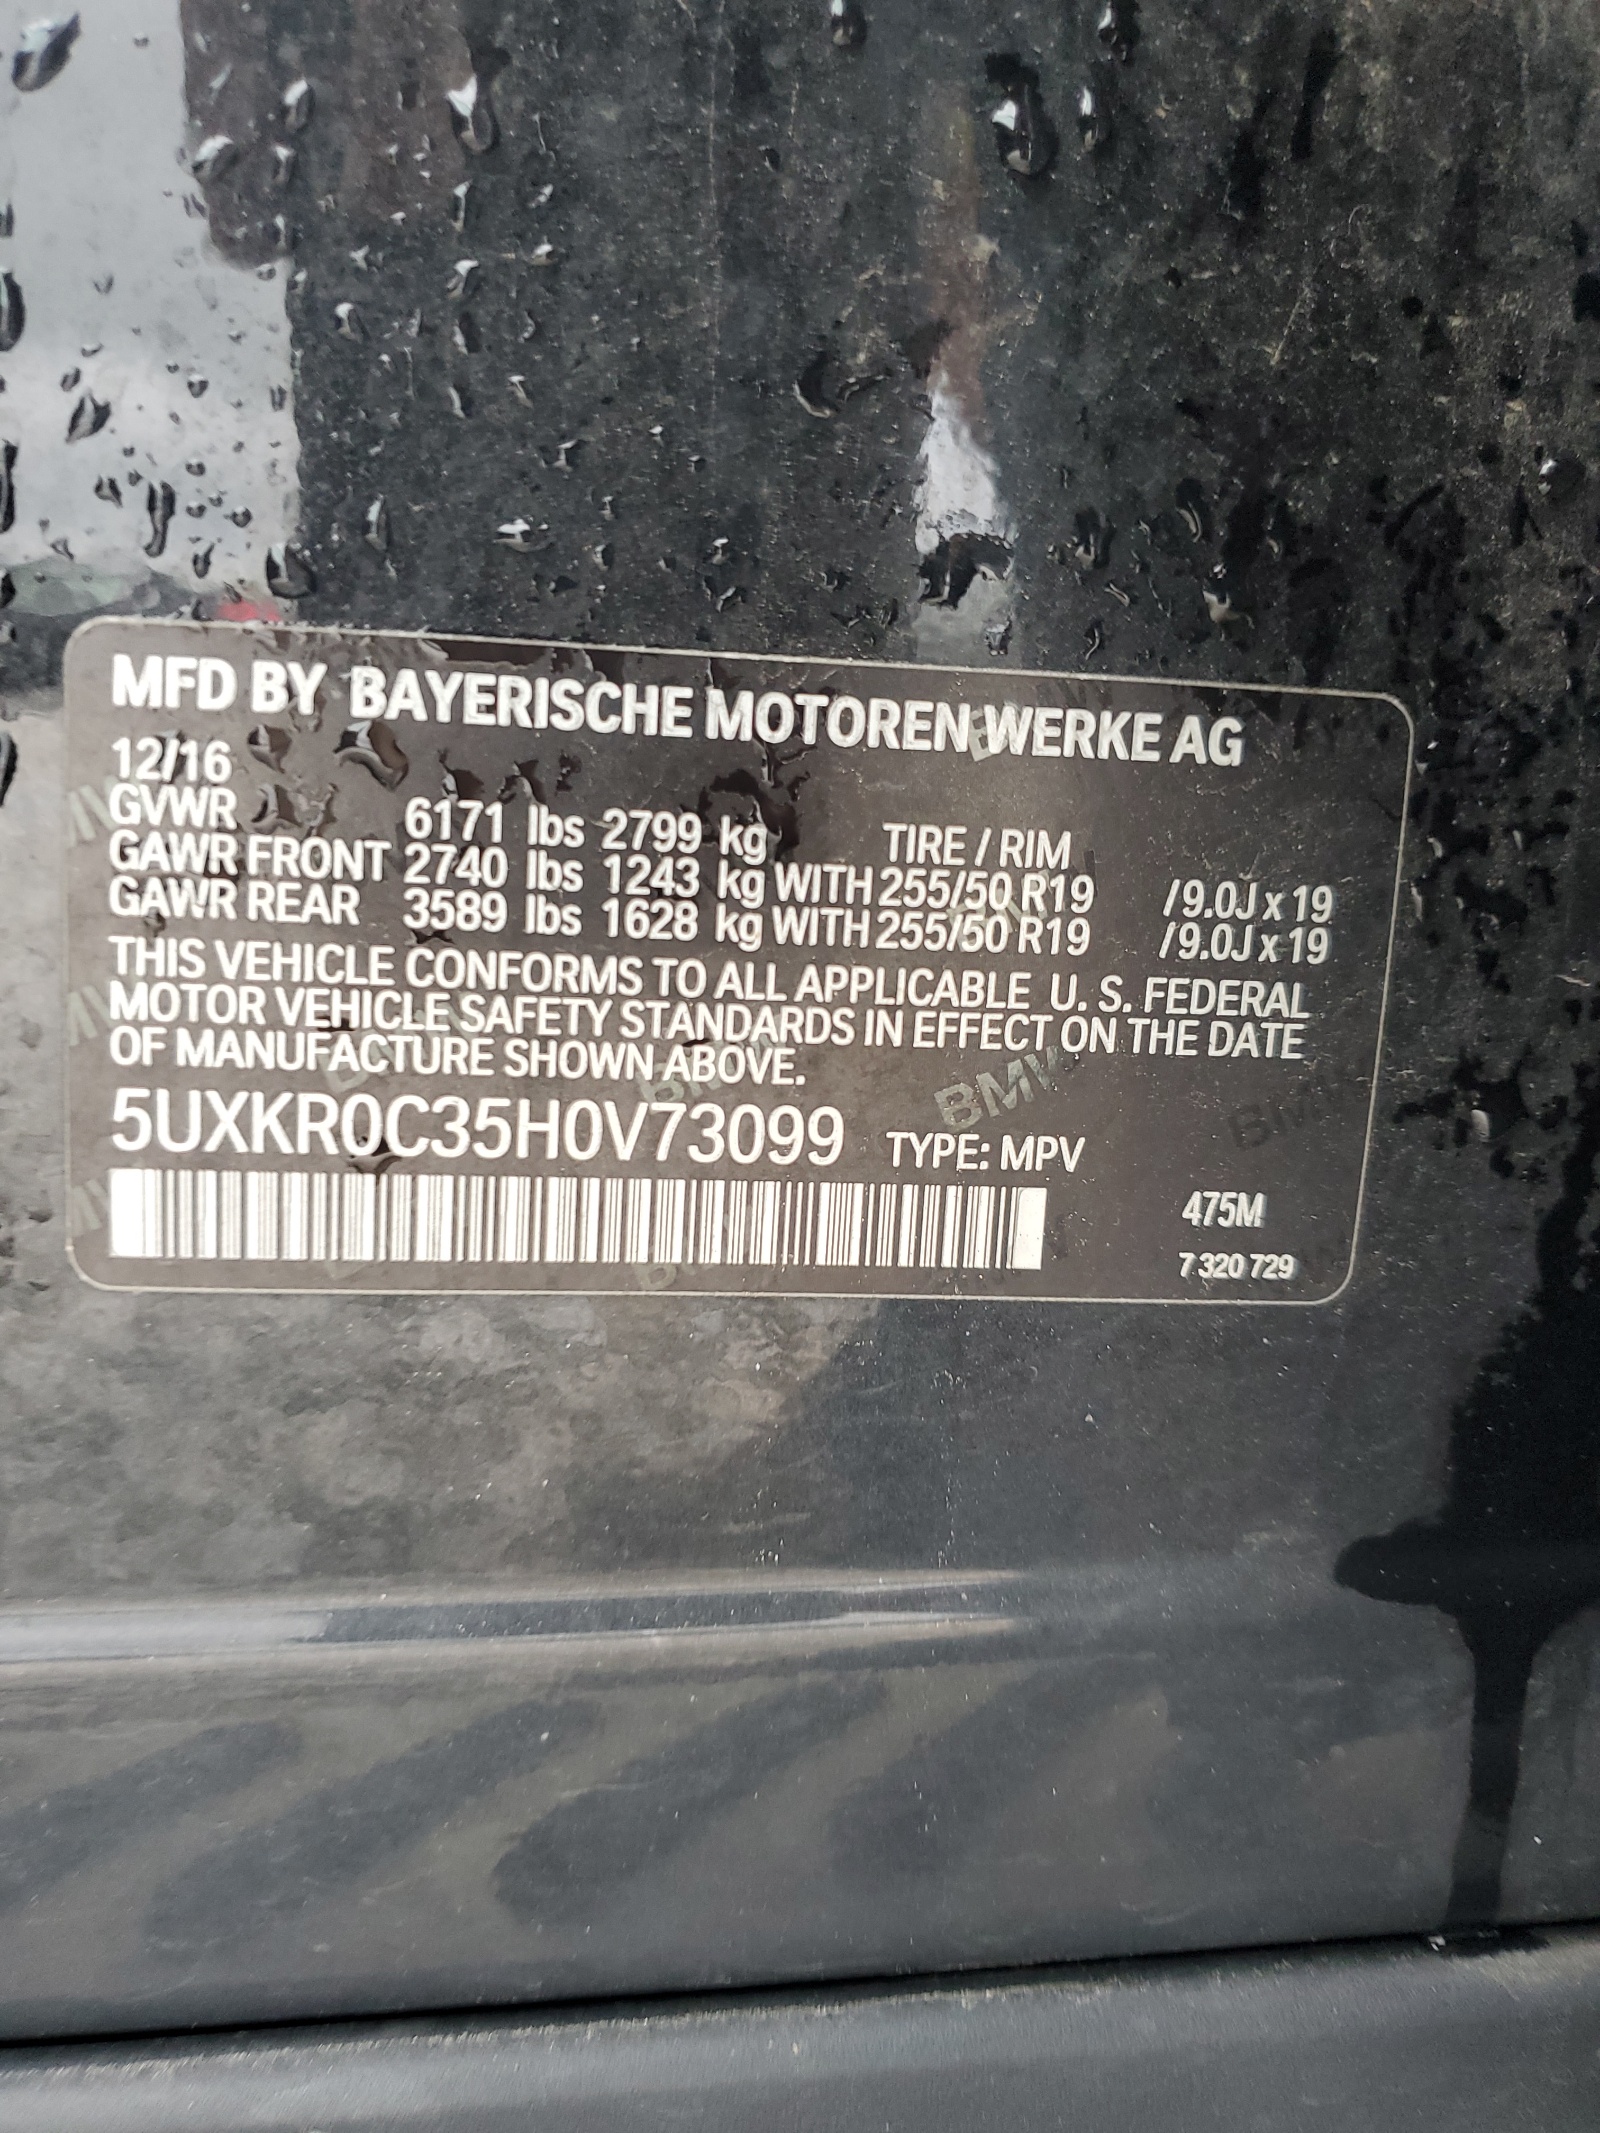 MFD BY BAYERISCHE MOTOREN WERKE AG
12/16
GVWR 6171 lbs 2799 kg TIRE / RIM
GAWR FRONT 2740 lbs 1243 kg WITH 255/50 R19 /9.0J x 19
GAWR REAR 3589 lbs 1628 kg WITH 255/50 R19 /9.0J x 19
THIS VEHICLE CONFORMS TO ALL APPLICABLE U. S. FEDERAL
MOTOR VEHICLE SAFETY STANDARDS IN EFFECT ON THE DATE
OF MANUFACTURE SHOWN ABOVE.
5UXKR0C35H0V73099 TYPE: MPV
475M
7 320 729
BMW